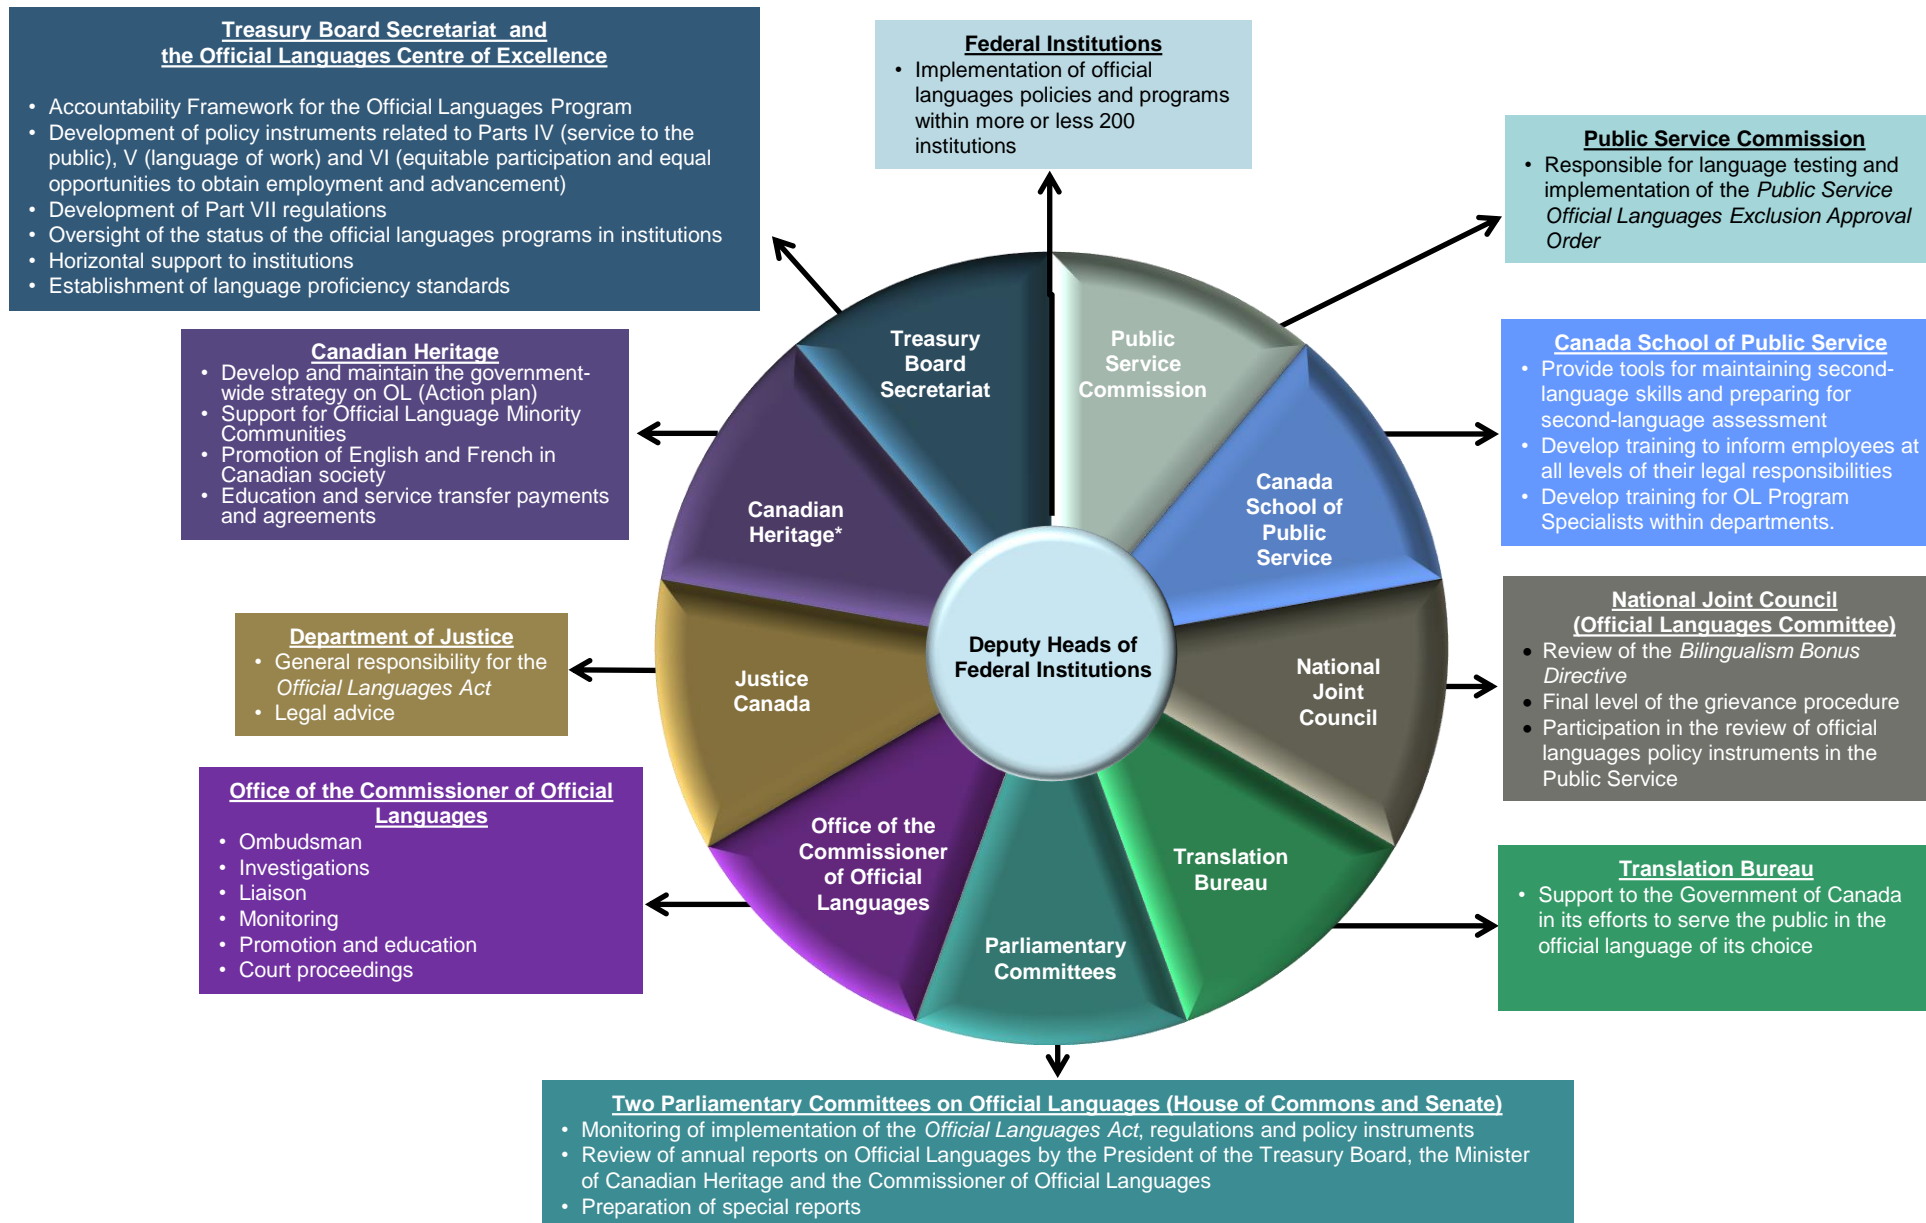 Treasury Board Secretariat and
the Official Languages Centre of Excellence
• Accountability Framework for the Official Languages Program
• Development of policy instruments related to Parts IV (service to the
public), V (language of work) and VI (equitable participation and equal
opportunities to obtain employment and advancement)
• Development of Part VII regulations
• Oversight of the status of the official languages programs in institutions
• Horizontal support to institutions
• Establishment of language proficiency standards
Federal Institutions
• Implementation of official
languages policies and programs
within more or less 200
institutions
Public Service Commission
• Responsible for language testing and
implementation of the Public Service
Official Languages Exclusion Approval
Order
Canadian Heritage
• Develop and maintain the government-
wide strategy on OL (Action plan)
• Support for Official Language Minority
Communities
• Promotion of English and French in
Canadian society
• Education and service transfer payments
and agreements
Canada School of Public Service
• Provide tools for maintaining second-
language skills and preparing for
second-language assessment
• Develop training to inform employees at
all levels of their legal responsibilities
• Develop training for OL Program
Specialists within departments.
Treasury
Board
Secretariat
Public
Service
Commission
Canadian
Heritage*
Canada
School of
Public
Service
Deputy Heads of
Federal Institutions
Justice
Canada
National
Joint
Council
Office of the
Commissioner
of Official
Languages
Translation
Bureau
Parliamentary
Committees
Department of Justice
• General responsibility for the
Official Languages Act
• Legal advice
National Joint Council
(Official Languages Committee)
• Review of the Bilingualism Bonus
Directive
• Final level of the grievance procedure
• Participation in the review of official
languages policy instruments in the
Public Service
Office of the Commissioner of Official
Languages
• Ombudsman
• Investigations
• Liaison
• Monitoring
• Promotion and education
• Court proceedings
Translation Bureau
• Support to the Government of Canada
in its efforts to serve the public in the
official language of its choice
Two Parliamentary Committees on Official Languages (House of Commons and Senate)
• Monitoring of implementation of the Official Languages Act, regulations and policy instruments
• Review of annual reports on Official Languages by the President of the Treasury Board, the Minister
of Canadian Heritage and the Commissioner of Official Languages
• Preparation of special reports